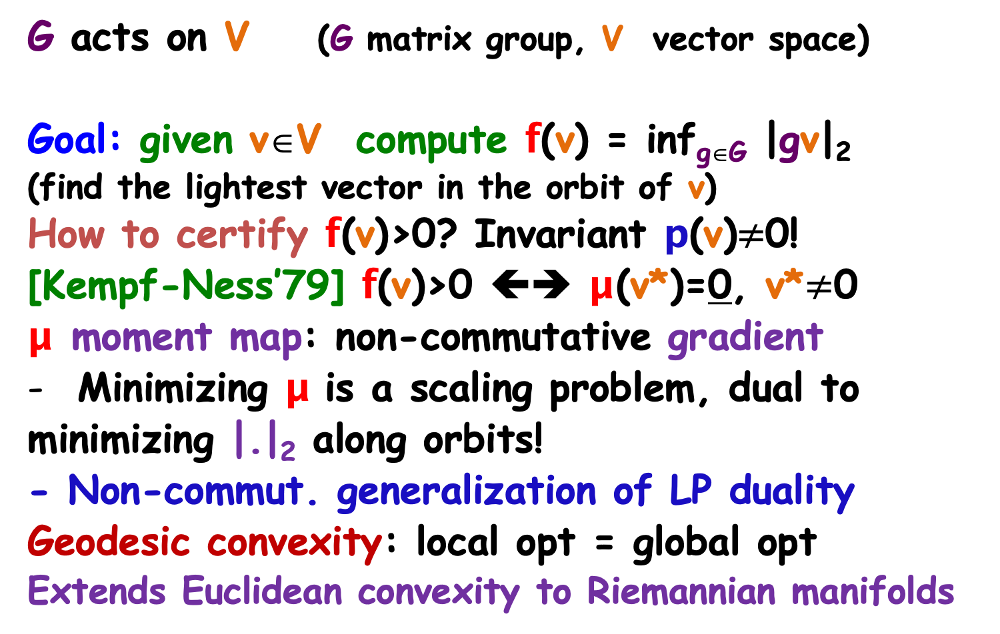 G acts on V (G matrix group, V vector space)
Goal: given v∈V compute f(v) = inf_{g∈G} |gv|₂
(find the lightest vector in the orbit of v)
How to certify f(v)>0? Invariant p(v)≠0!
[Kempf-Ness’79] f(v)>0 🡸🡺 μ(v*)=0, v*≠0
μ moment map: non-commutative gradient
- Minimizing μ is a scaling problem, dual to
minimizing |.|₂ along orbits!
- Non-commut. generalization of LP duality
Geodesic convexity: local opt = global opt
Extends Euclidean convexity to Riemannian manifolds